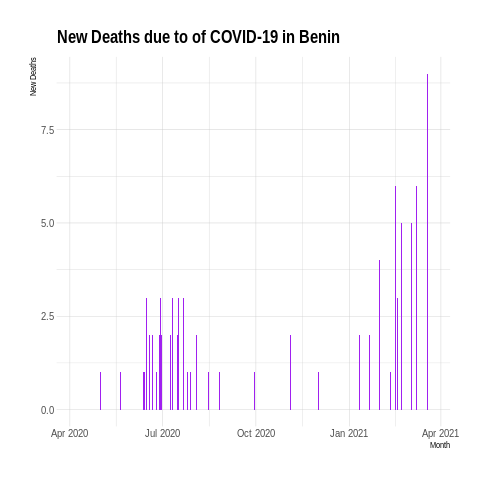 New Deaths due to of COVID-19 in Benin
New Deaths
7.5
5.0
2.5
0.0
Apr 2020 Jul 2020 Oct 2020 Jan 2021 Apr 2021
Month